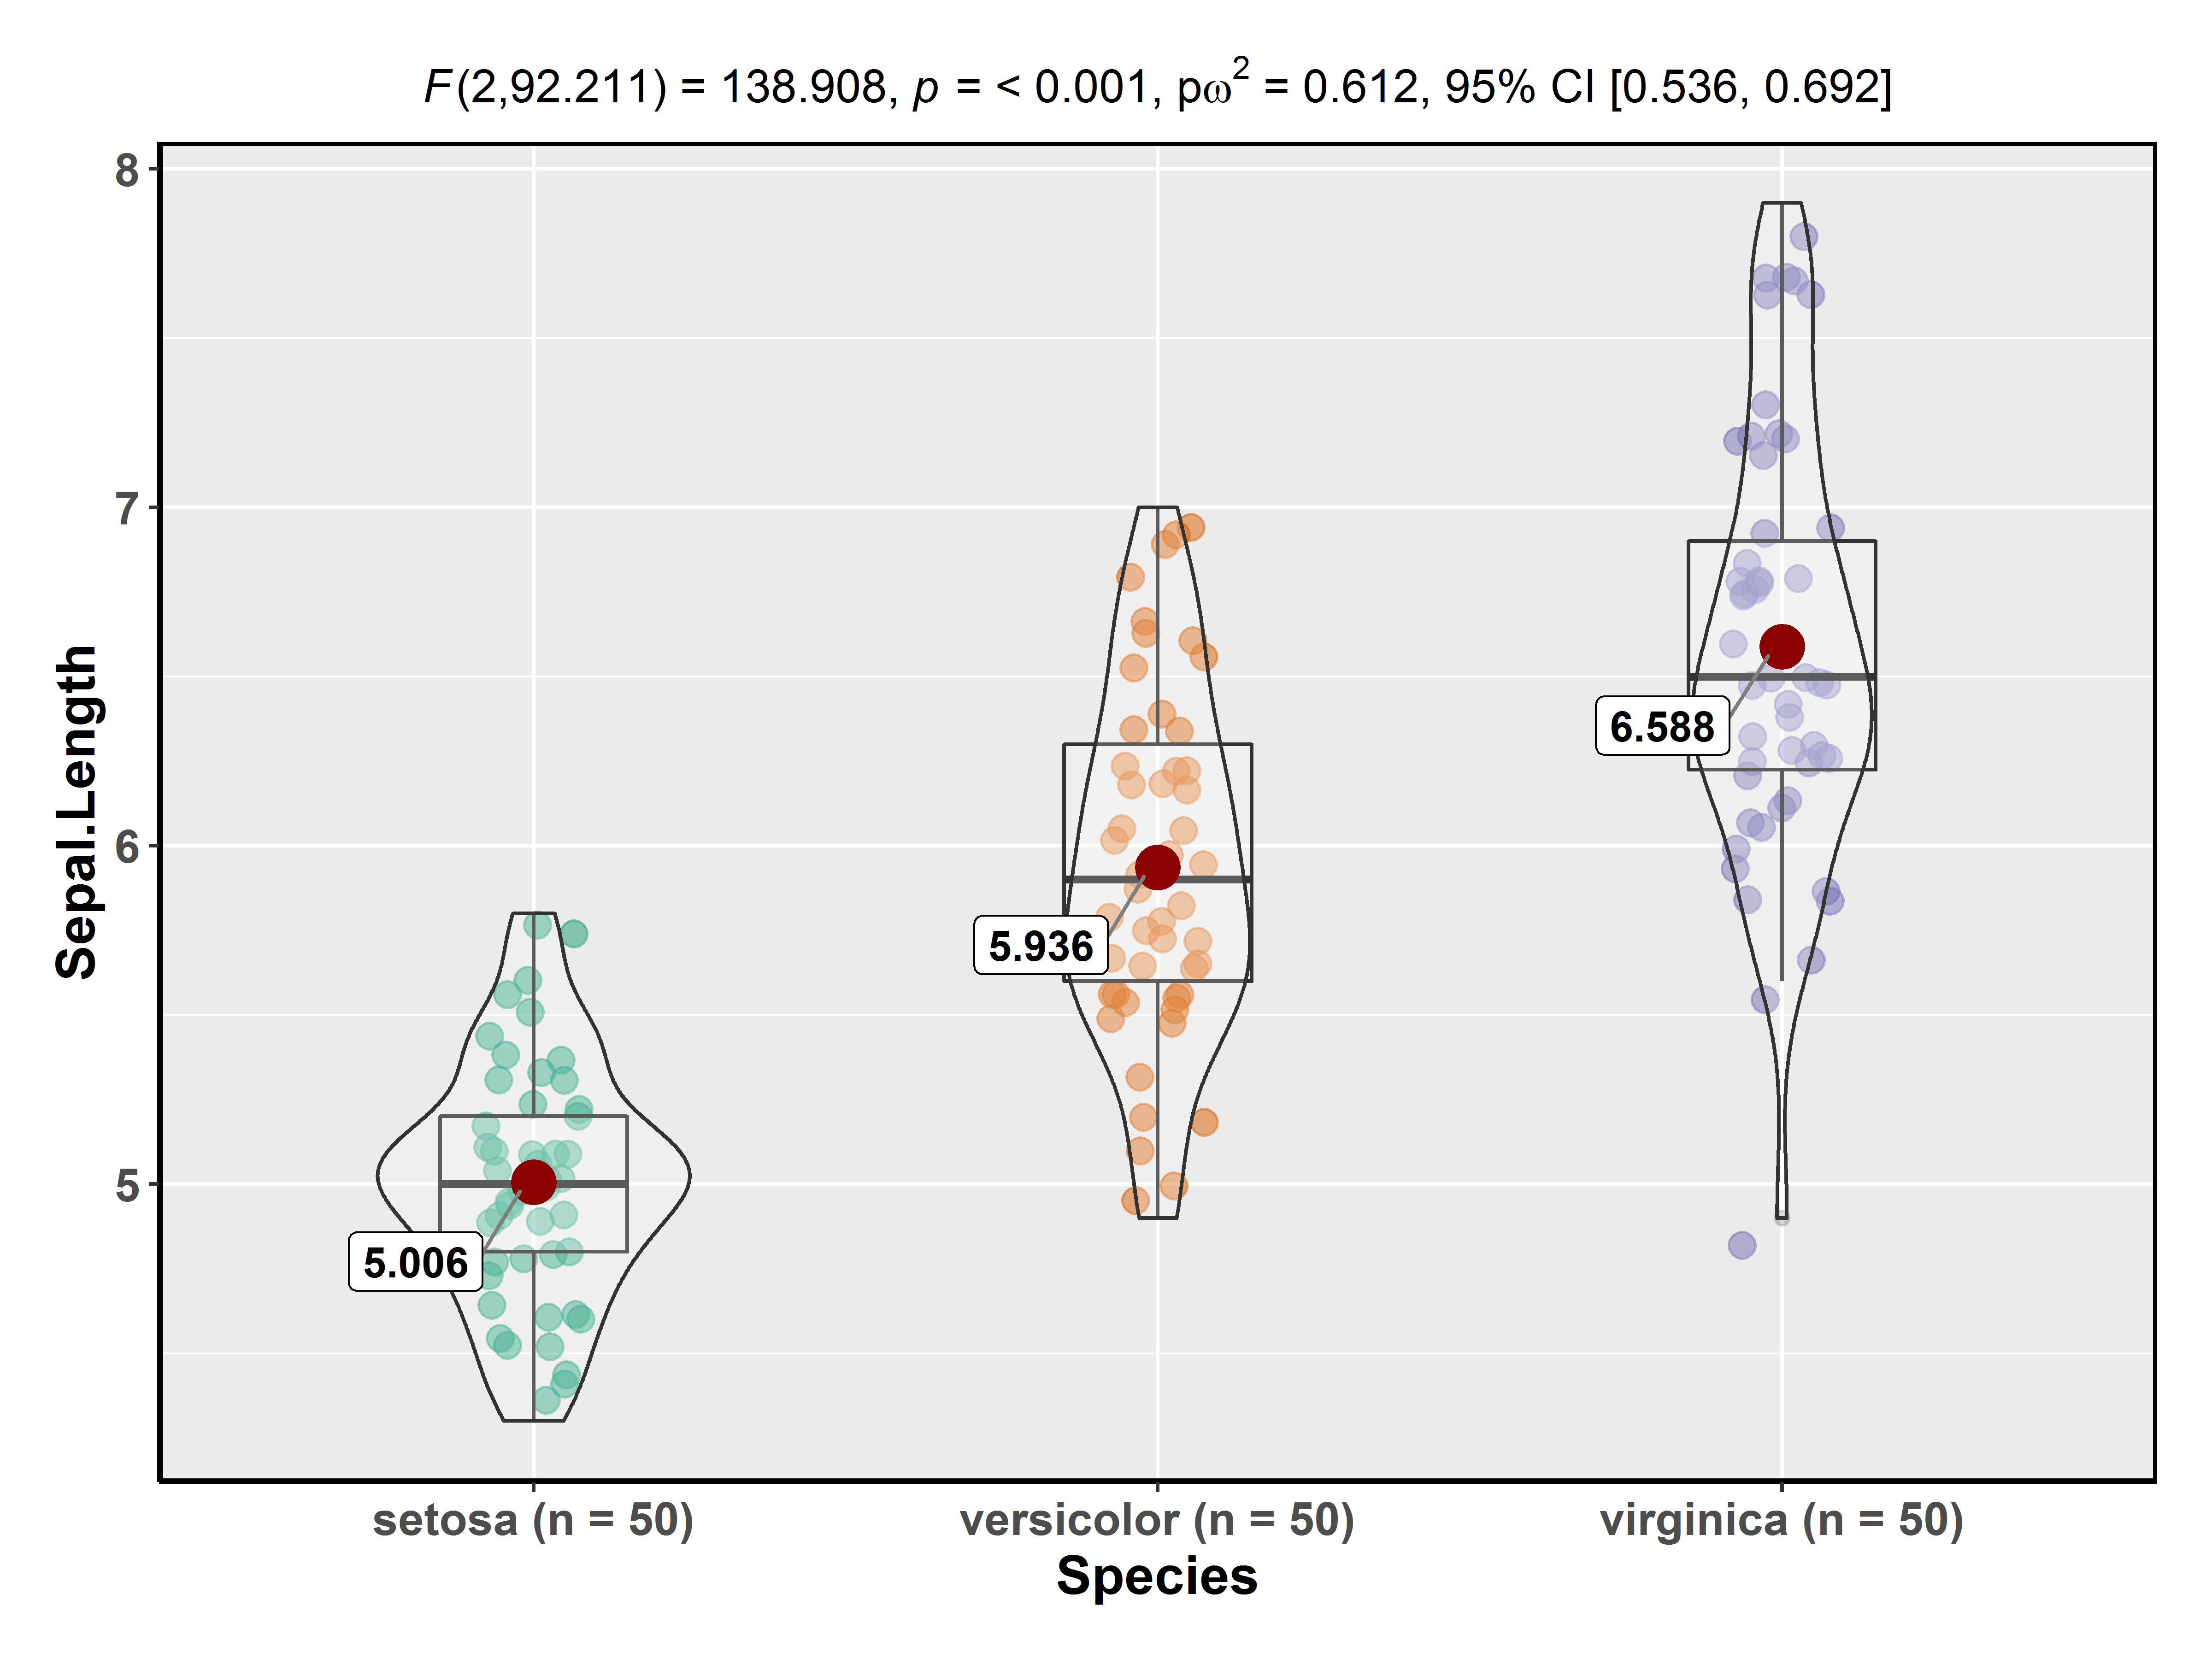 F(2,92.211) = 138.908, p = < 0.001, pω² = 0.612, 95% CI [0.536, 0.692]
8
7
6
5
Sepal.Length
6.588
5.936
5.006
setosa (n = 50)
versicolor (n = 50)
virginica (n = 50)
Species